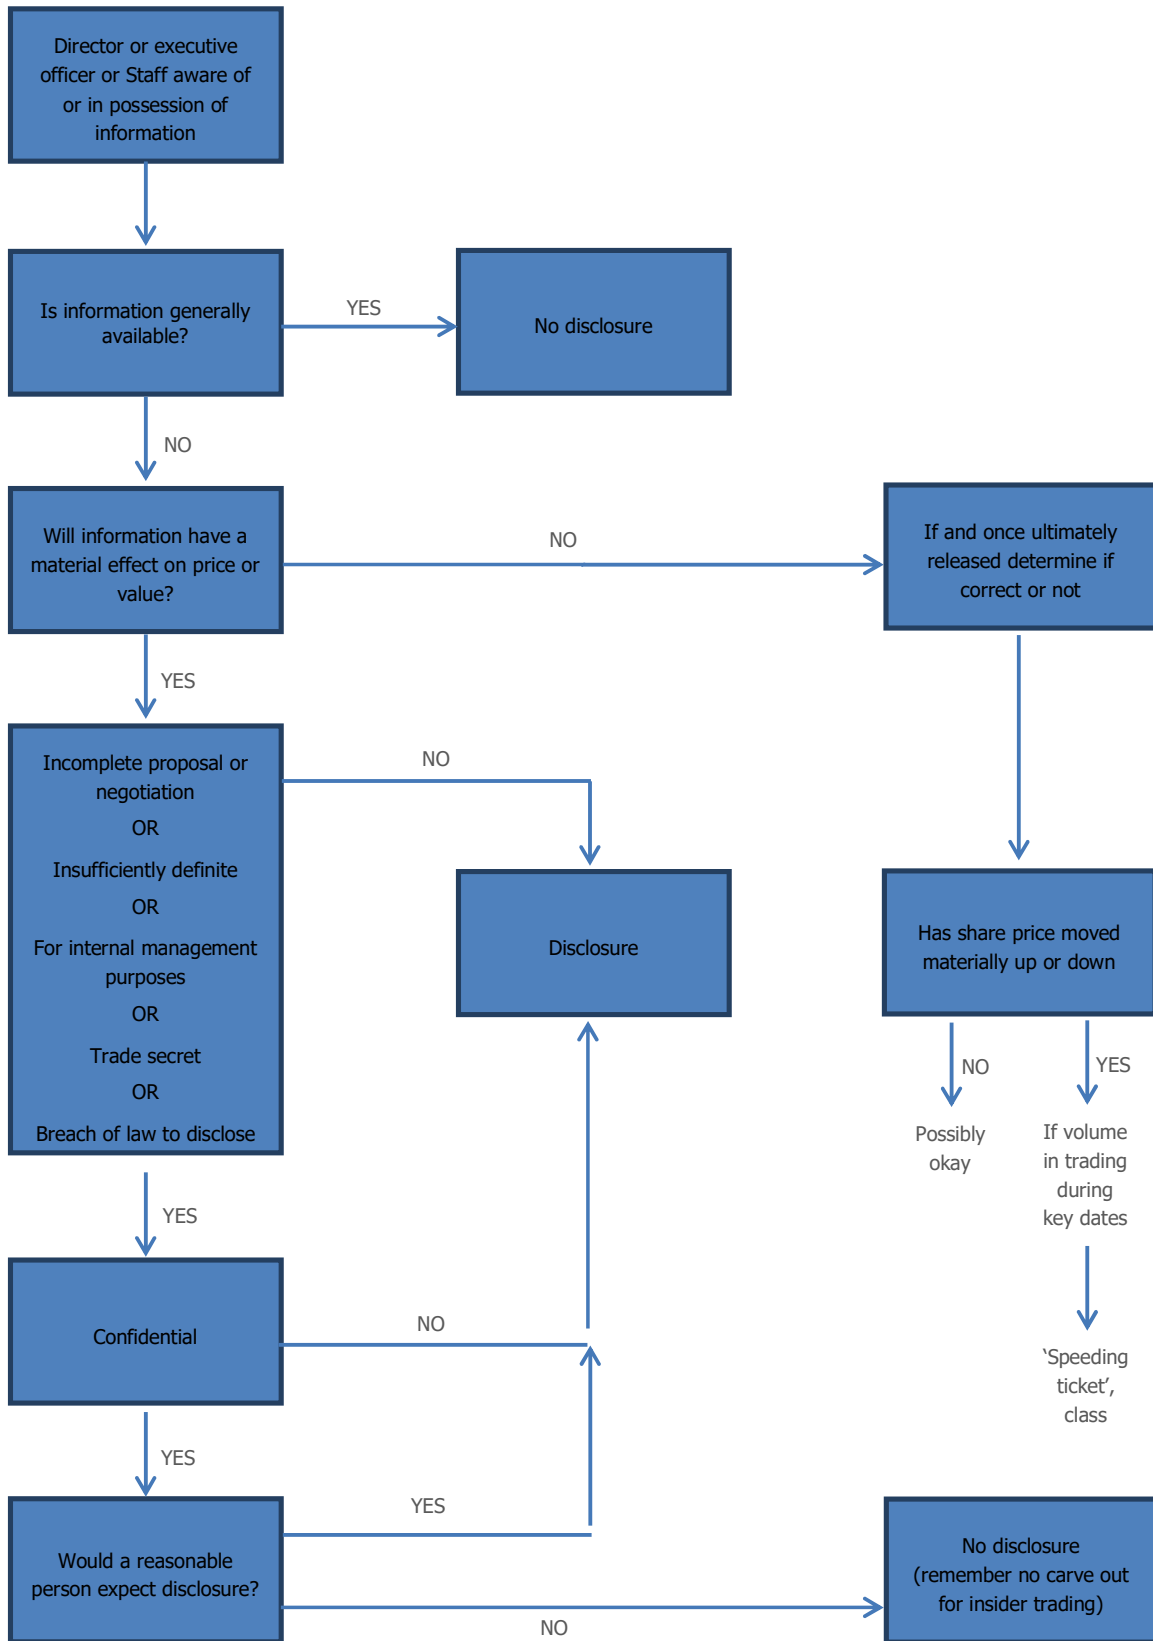 Director or executive
officer or Staff aware of
or in possession of
information
Is information generally
available?
YES
No disclosure
NO
Will information have a
material effect on price or
value?
NO
If and once ultimately
released determine if
correct or not
YES
Incomplete proposal or
negotiation
OR
Insufficiently definite
OR
For internal management
purposes
OR
Trade secret
OR
Breach of law to disclose
NO
Disclosure
Has share price moved
materially up or down
NO
Possibly
okay
YES
If volume
in trading
during
key dates
‘Speeding
ticket’,
class
YES
Confidential
NO
YES
Would a reasonable
person expect disclosure?
YES
NO
No disclosure
(remember no carve out
for insider trading)